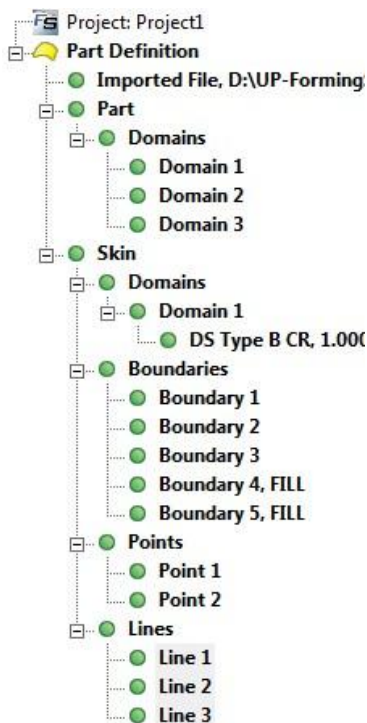 FS Project: Project1
Part Definition
Imported File, D:\UP-Forming
Part
Domains
Domain 1
Domain 2
Domain 3
Skin
Domains
Domain 1
DS Type B CR, 1.000
Boundaries
Boundary 1
Boundary 2
Boundary 3
Boundary 4, FILL
Boundary 5, FILL
Points
Point 1
Point 2
Lines
Line 1
Line 2
Line 3